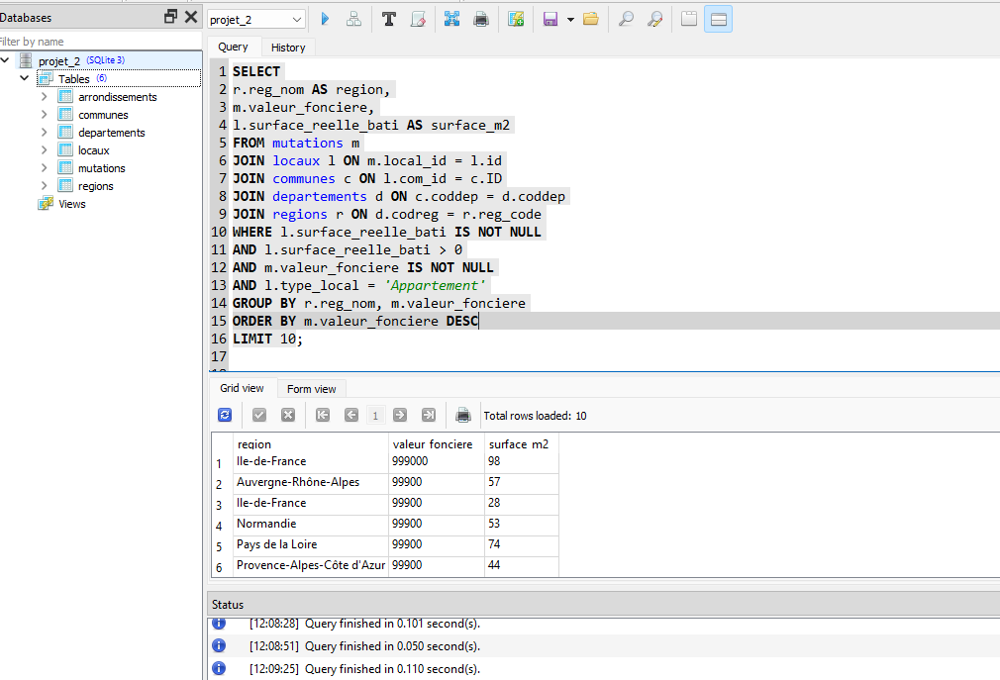 Databases
Filter by name
projet_2 (SQLite 3)
Tables (6)
arrondissements
communes
departements
locaux
mutations
regions
Views
projet_2
Query History
1 SELECT
2 r.reg_nom AS region,
3 m.valeur_fonciere,
4 l.surface_reelle_bati AS surface_m2
5 FROM mutations m
6 JOIN locaux l ON m.local_id = l.id
7 JOIN communes c ON l.com_id = c.ID
8 JOIN departements d ON c.coddep = d.coddep
9 JOIN regions r ON d.codreg = r.reg_code
10 WHERE l.surface_reelle_bati IS NOT NULL
11 AND l.surface_reelle_bati > 0
12 AND m.valeur_fonciere IS NOT NULL
13 AND l.type_local = 'Appartement'
14 GROUP BY r.reg_nom, m.valeur_fonciere
15 ORDER BY m.valeur_fonciere DESC
16 LIMIT 10;
17
Grid view Form view
1 Total rows loaded: 10
region valeur fonciere surface m2
1 Ile-de-France 999000 98
2 Auvergne-Rhône-Alpes 99900 57
3 Ile-de-France 99900 28
4 Normandie 99900 53
5 Pays de la Loire 99900 74
6 Provence-Alpes-Côte d'Azur 99900 44
Status
[12:08:28] Query finished in 0.101 second(s).
[12:08:51] Query finished in 0.050 second(s).
[12:09:25] Query finished in 0.110 second(s).